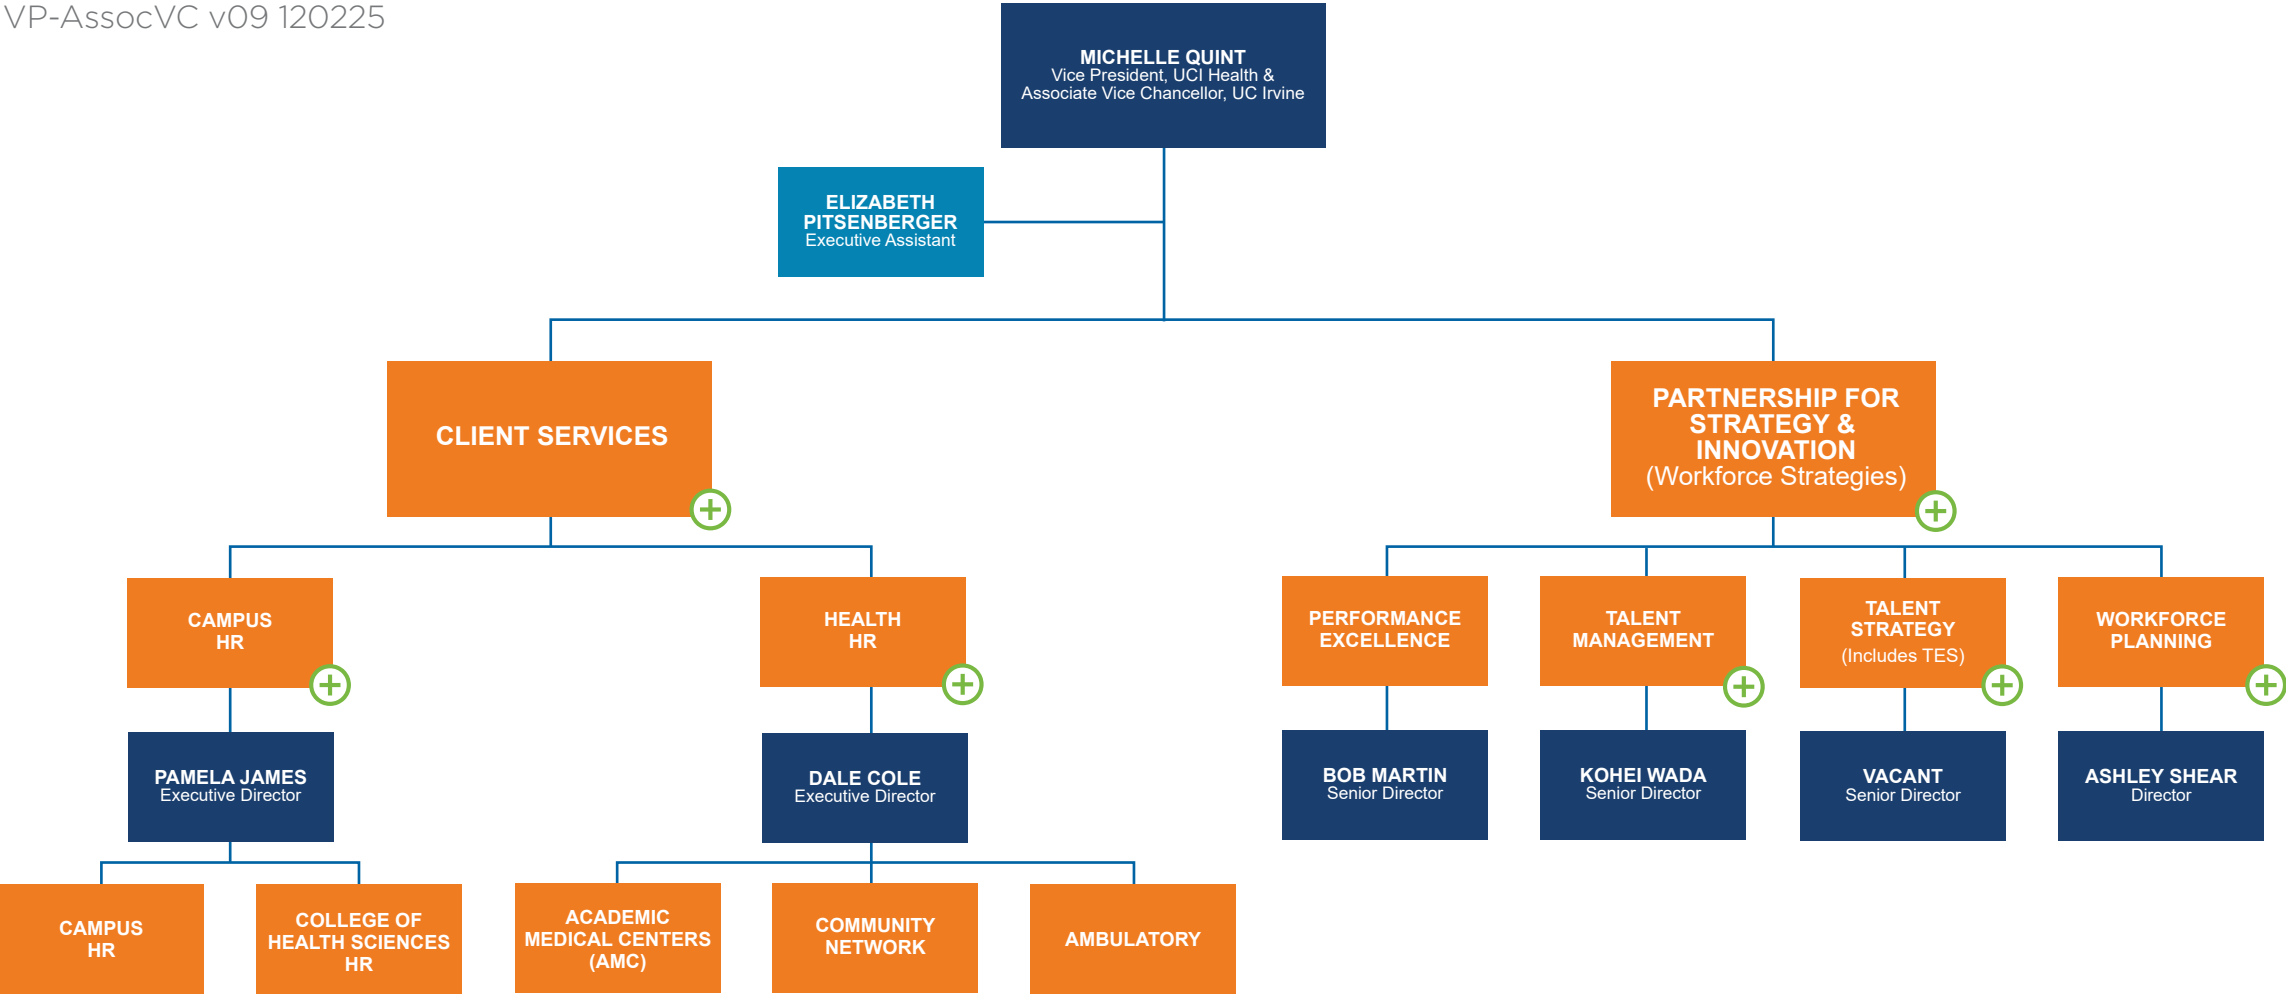 VP-AssocVC v09 120225
MICHELLE QUINT
Vice President, UCI Health &
Associate Vice Chancellor, UC Irvine
ELIZABETH
PITSENBERGER
Executive Assistant
CLIENT SERVICES
PARTNERSHIP FOR
STRATEGY &
INNOVATION
(Workforce Strategies)
CAMPUS
HR
HEALTH
HR
PERFORMANCE
EXCELLENCE
TALENT
MANAGEMENT
TALENT
STRATEGY
(Includes TES)
WORKFORCE
PLANNING
PAMELA JAMES
Executive Director
DALE COLE
Executive Director
BOB MARTIN
Senior Director
KOHEI WADA
Senior Director
VACANT
Senior Director
ASHLEY SHEAR
Director
CAMPUS
HR
COLLEGE OF
HEALTH SCIENCES
HR
ACADEMIC
MEDICAL CENTERS
(AMC)
COMMUNITY
NETWORK
AMBULATORY